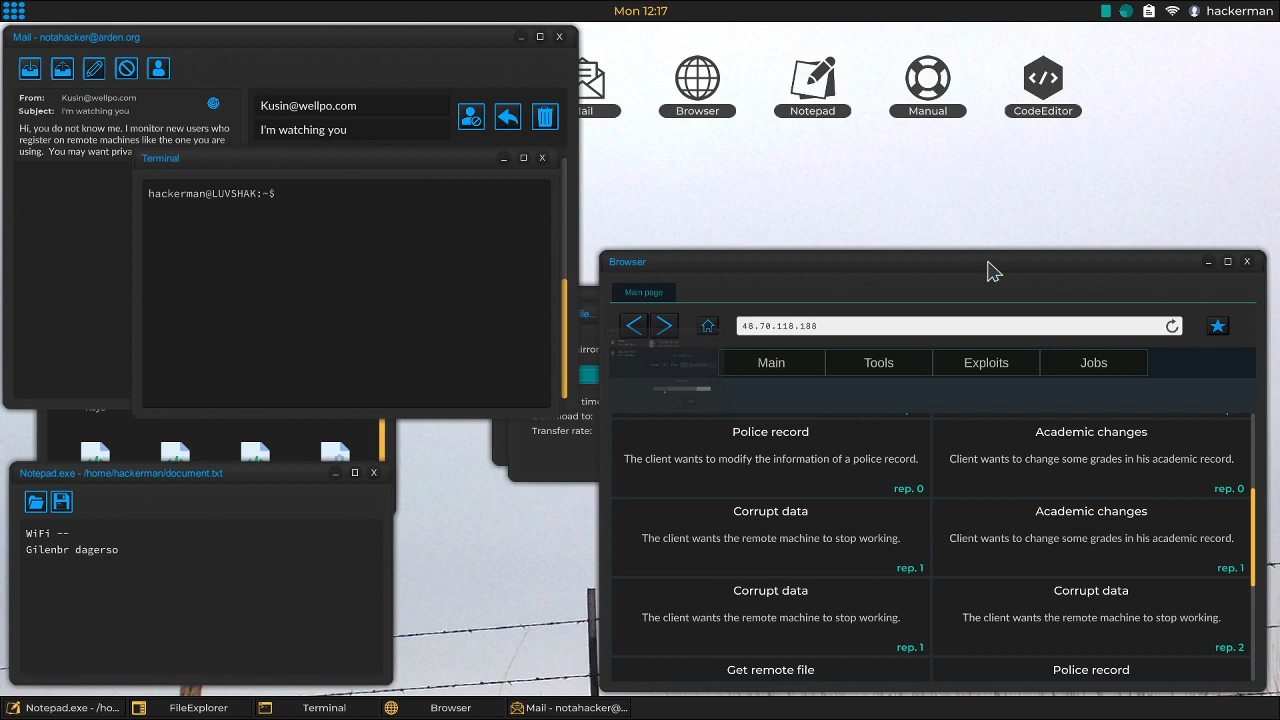 Mon 12:17
hackerman
Mail - notahacker@arden.org
From: Kusin@wellpo.com
Subject: I'm watching you
Hi, you do not know me. I monitor new users who
register on remote machines like the one you are
using. You may want priva
Kusin@wellpo.com
I'm watching you
Terminal
hackerman@LUVSHAK:~$
ail
Browser
Notepad
Manual
CodeEditor
Browser
Main page
48.70.118.188
Main
Tools
Exploits
Jobs
Police record
The client wants to modify the information of a police record.
rep. 0
Academic changes
Client wants to change some grades in his academic record.
rep. 0
Corrupt data
The client wants the remote machine to stop working.
rep. 1
Academic changes
Client wants to change some grades in his academic record.
rep. 1
Corrupt data
The client wants the remote machine to stop working.
rep. 1
Corrupt data
The client wants the remote machine to stop working.
rep. 2
Get remote file
Police record
file...
time
Transfer rate:
Notepad.exe - /home/hackerman/document.txt
WiFi --
Gilenbr dagerso
Notepad.exe - /ho...
FileExplorer
Terminal
Browser
Mail - notahacker@...